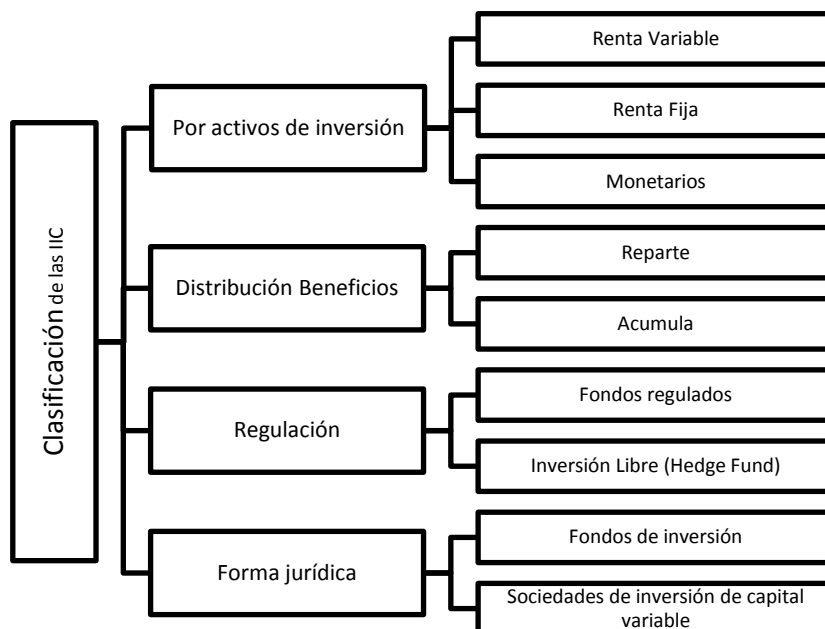 Clasificación de las IIC
Por activos de inversión
Renta Variable
Renta Fija
Monetarios
Distribución Beneficios
Reparte
Acumula
Regulación
Fondos regulados
Inversión Libre (Hedge Fund)
Forma jurídica
Fondos de inversión
Sociedades de inversión de capital
variable